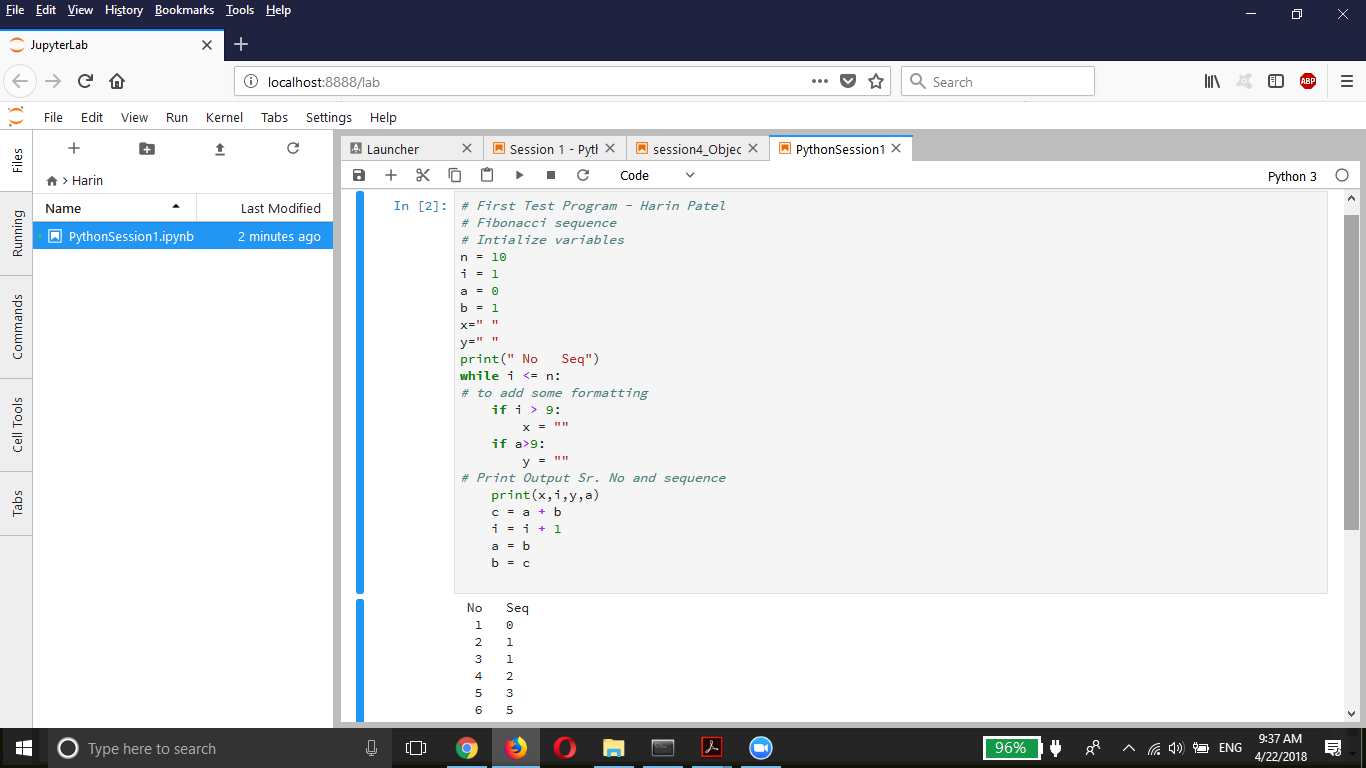 File Edit View History Bookmarks Tools Help
JupyterLab
localhost:8888/lab
Search
ABP
File Edit View Run Kernel Tabs Settings Help
Files
Running
Commands
Cell Tools
Tabs
Harin
Name Last Modified
PythonSession1.ipynb 2 minutes ago
Launcher Session 1 - Pyth session4_Objec PythonSession1
Code Python 3
In [2]:
# First Test Program - Harin Patel
# Fibonacci sequence
# Intialize variables
n = 10
i = 1
a = 0
b = 1
x=" "
y=" "
print(" No   Seq")
while i <= n:
# to add some formatting
    if i > 9:
        x = ""
    if a>9:
        y = ""
# Print Output Sr. No and sequence
    print(x,i,y,a)
    c = a + b
    i = i + 1
    a = b
    b = c
No Seq
1 0
2 1
3 1
4 2
5 3
6 5
Type here to search
96%
ENG
9:37 AM
4/22/2018